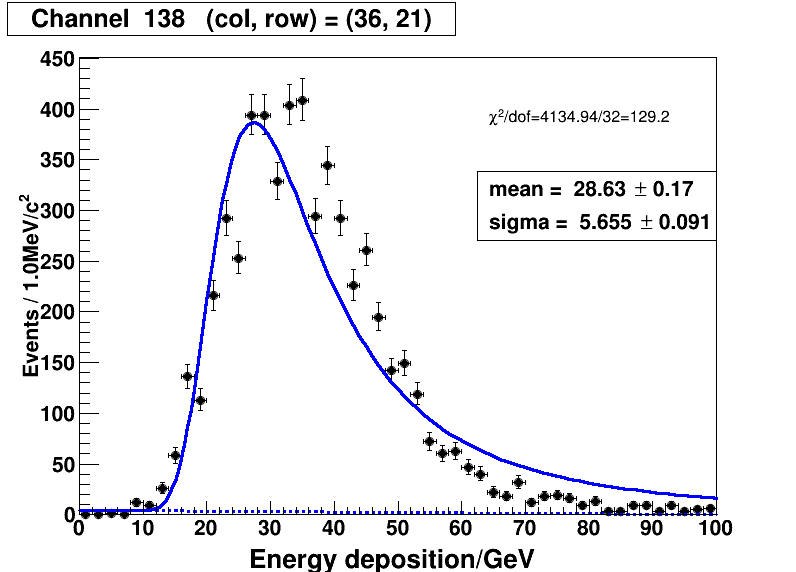 Channel 138 (col, row) = (36, 21)
450
400
350
300
250
200
150
100
50
0
Events / 1.0MeV/c²
χ²/dof=4134.94/32=129.2
mean = 28.63 ± 0.17
sigma = 5.655 ± 0.091
0 10 20 30 40 50 60 70 80 90 100
Energy deposition/GeV